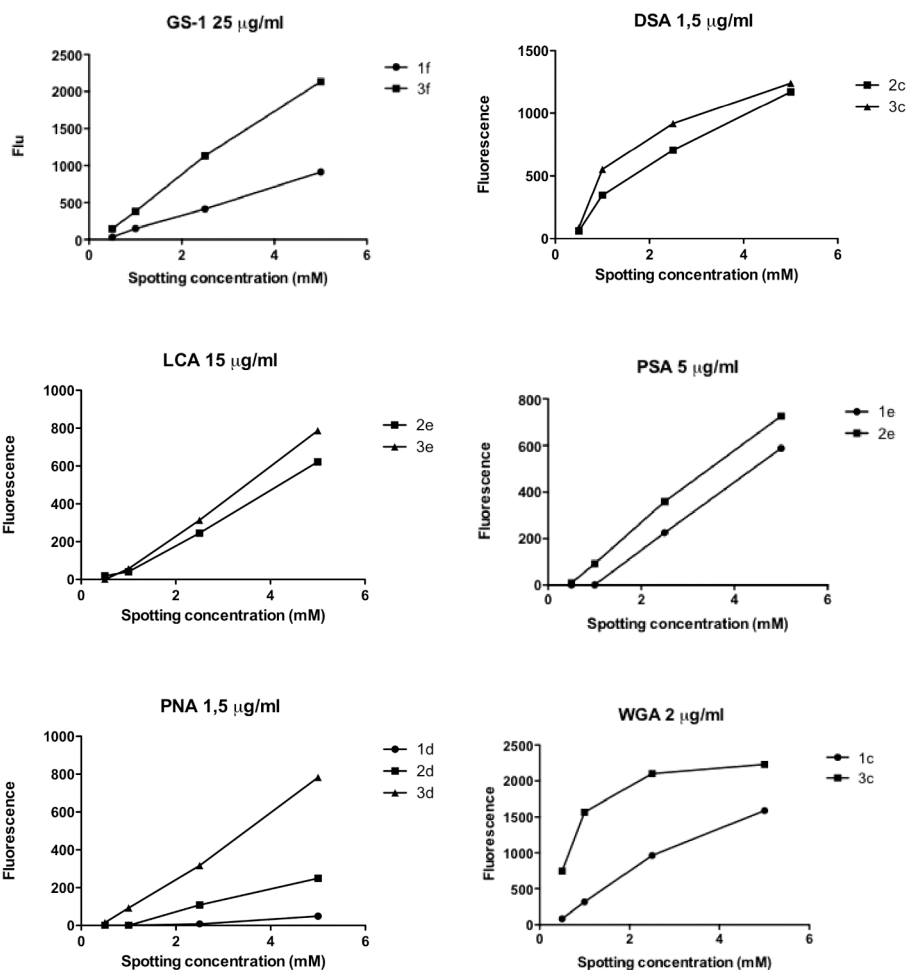 GS-1 25 μg/ml
Flu
2500
2000
1500
1000
500
0
0 2 4 6
Spotting concentration (mM)
1f
3f
DSA 1,5 μg/ml
Fluorescence
1500
1000
500
0
0 2 4 6
Spotting concentration (mM)
2c
3c
LCA 15 μg/ml
Fluorescence
1000
800
600
400
200
0
0 2 4 6
Spotting concentration (mM)
2e
3e
PSA 5 μg/ml
Fluorescence
800
600
400
200
0
0 2 4 6
Spotting concentration (mM)
1e
2e
PNA 1,5 μg/ml
Fluorescence
1000
800
600
400
200
0
0 2 4 6
Spotting concentration (mM)
1d
2d
3d
WGA 2 μg/ml
Fluorescence
2500
2000
1500
1000
500
0
0 2 4 6
Spotting concentration (mM)
1c
3c